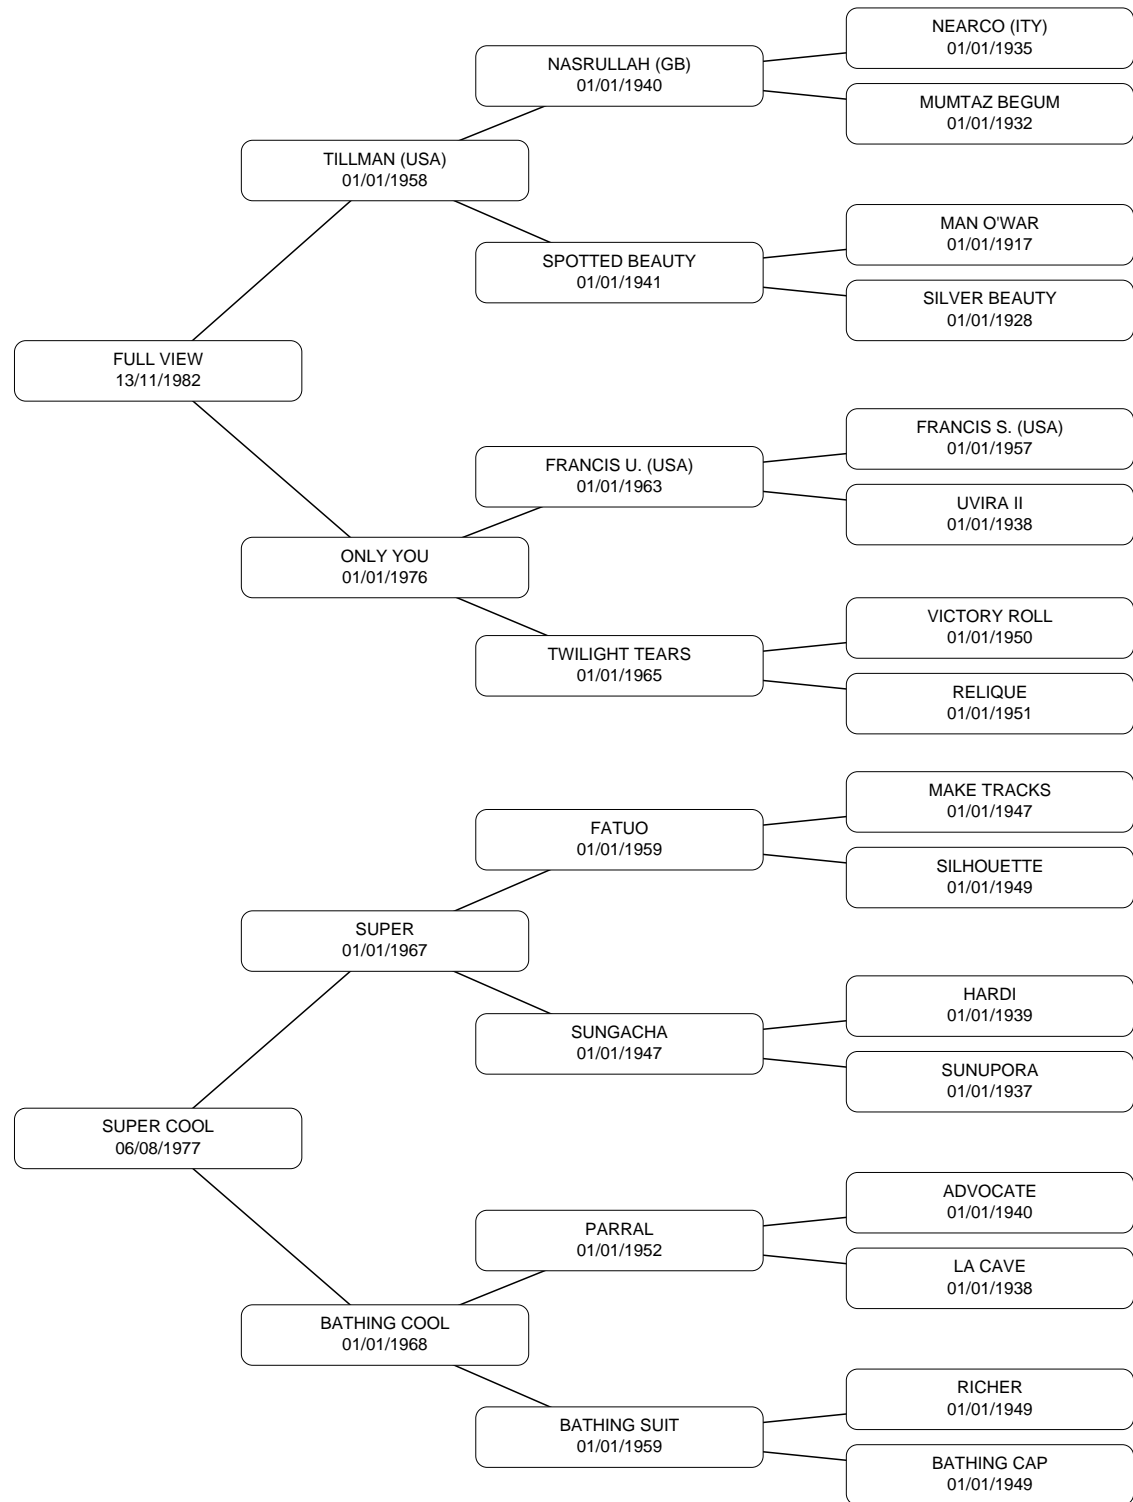 NEARCO (ITY)
01/01/1935
NASRULLAH (GB)
01/01/1940
MUMTAZ BEGUM
01/01/1932
TILLMAN (USA)
01/01/1958
MAN O'WAR
01/01/1917
SPOTTED BEAUTY
01/01/1941
SILVER BEAUTY
01/01/1928
FULL VIEW
13/11/1982
FRANCIS S. (USA)
01/01/1957
FRANCIS U. (USA)
01/01/1963
UVIRA II
01/01/1938
ONLY YOU
01/01/1976
VICTORY ROLL
01/01/1950
TWILIGHT TEARS
01/01/1965
RELIQUE
01/01/1951
MAKE TRACKS
01/01/1947
FATUO
01/01/1959
SILHOUETTE
01/01/1949
SUPER
01/01/1967
HARDI
01/01/1939
SUNGACHA
01/01/1947
SUNUPORA
01/01/1937
SUPER COOL
06/08/1977
ADVOCATE
01/01/1940
PARRAL
01/01/1952
LA CAVE
01/01/1938
BATHING COOL
01/01/1968
RICHER
01/01/1949
BATHING SUIT
01/01/1959
BATHING CAP
01/01/1949